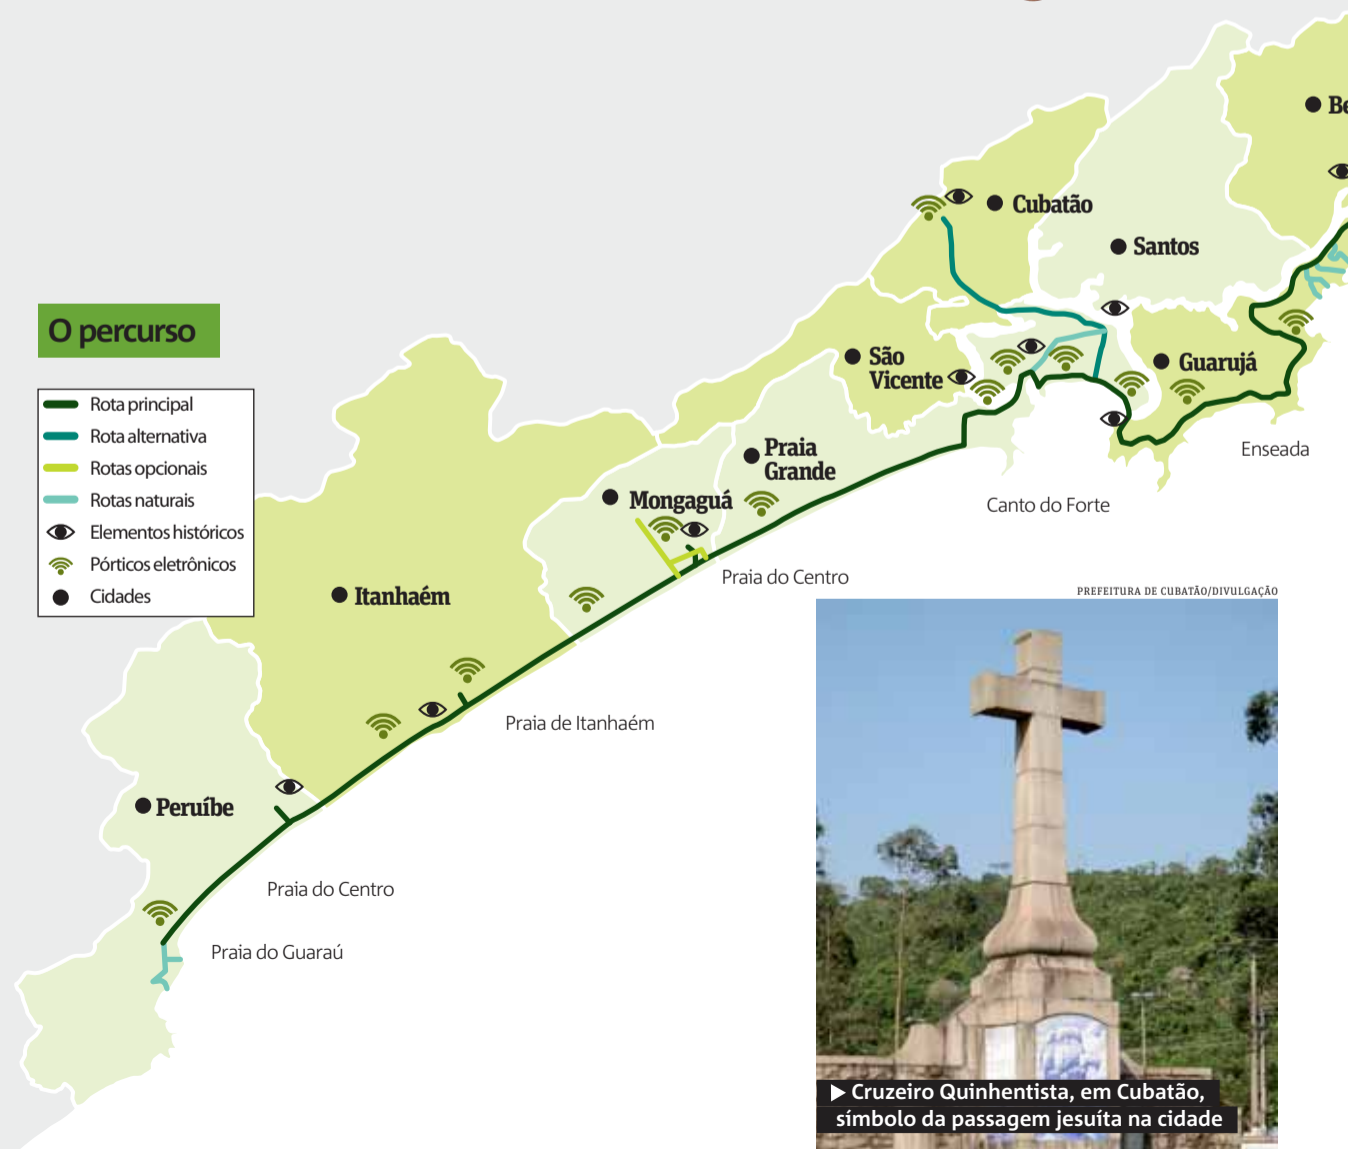 Be
Cubatão
Santos
O percurso
Rota principal
Rota alternativa
Rotas opcionais
Rotas naturais
Elementos históricos
Pórticos eletrônicos
Cidades
São
Vicente
Guarujá
Enseada
Praia
Grande
Mongaguá
Canto do Forte
Praia do Centro
Itanhaém
Praia de Itanhaém
Peruíbe
Praia do Centro
Praia do Guaraú
PREFEITURA DE CUBATÃO/DIVULGAÇÃO
Cruzeiro Quinhentista, em Cubatão,
símbolo da passagem jesuíta na cidade